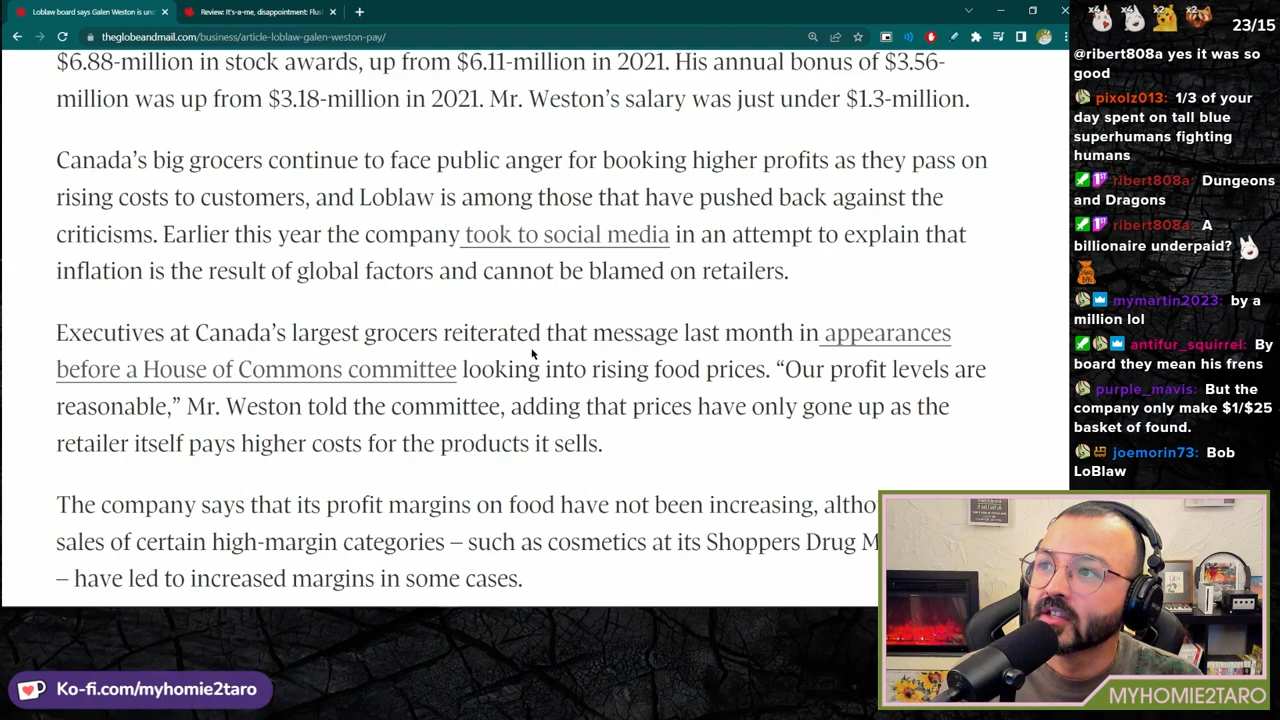 Loblaw board says Galen Weston is un
Review: It's-a-me, disappointment: Flus
theglobeandmail.com/business/article-loblaw-galen-weston-pay/
$6.88-million in stock awards, up from $6.11-million in 2021. His annual bonus of $3.56-
million was up from $3.18-million in 2021. Mr. Weston’s salary was just under $1.3-million.
Canada’s big grocers continue to face public anger for booking higher profits as they pass on
rising costs to customers, and Loblaw is among those that have pushed back against the
criticisms. Earlier this year the company took to social media in an attempt to explain that
inflation is the result of global factors and cannot be blamed on retailers.
Executives at Canada’s largest grocers reiterated that message last month in appearances
before a House of Commons committee looking into rising food prices. “Our profit levels are
reasonable,” Mr. Weston told the committee, adding that prices have only gone up as the
retailer itself pays higher costs for the products it sells.
The company says that its profit margins on food have not been increasing, altho
sales of certain high-margin categories – such as cosmetics at its Shoppers Drug M
– have led to increased margins in some cases.
x4 x4 x2 x2
23/15
@ribert808a yes it was so
good
pixolz013: 1/3 of your
day spent on tall blue
superhumans fighting
humans
ribert808a: Dungeons
and Dragons
ribert808a: A
billionaire underpaid?
mymartin2023: by a
million lol
antifur_squirrel: By
board they mean his frens
purple_mavis: But the
company only make $1/$25
basket of found.
joemorin73: Bob
LoBlaw
Ko-fi.com/myhomie2taro
MYHOMIE2TARO